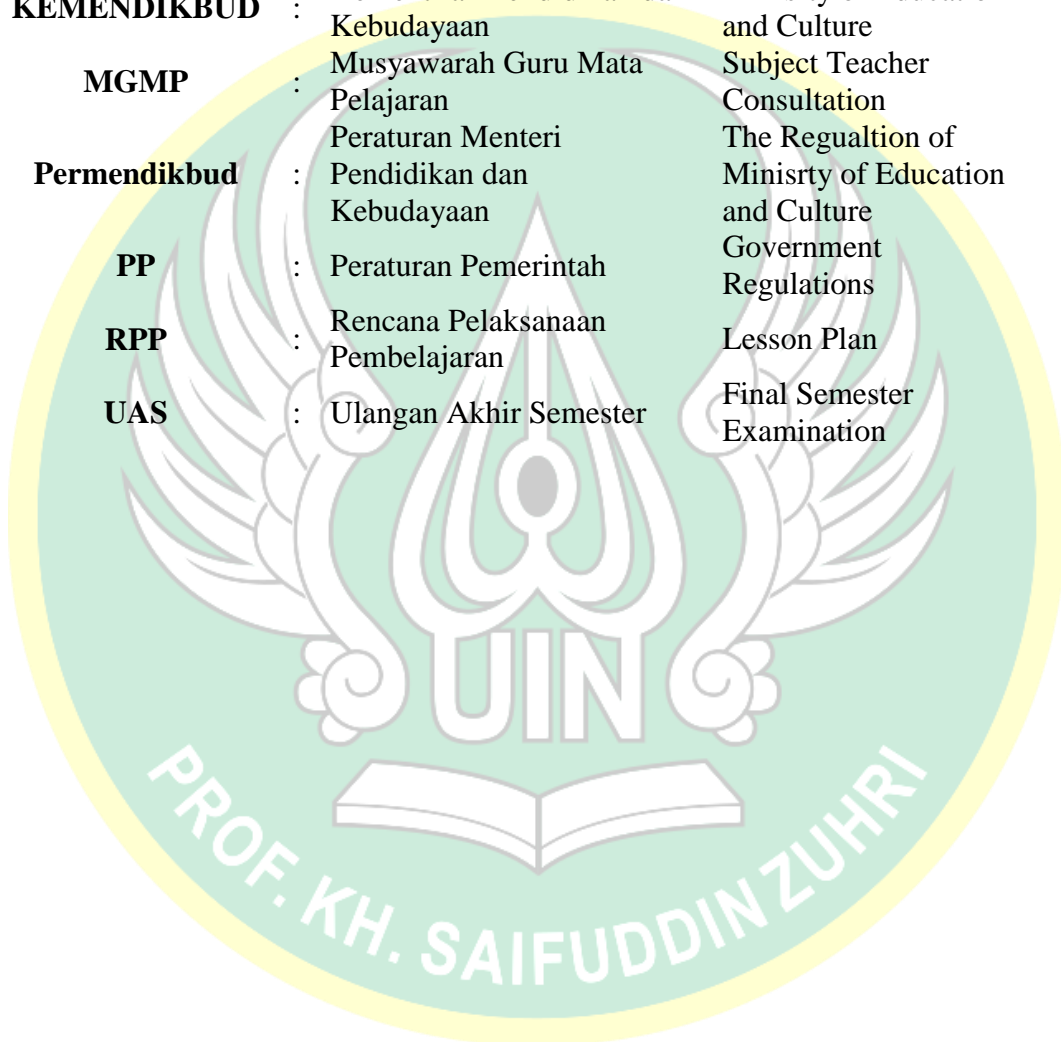 KEMENDIKBUD :
Kebudayaan and Culture
MGMP : Musyawarah Guru Mata Pelajaran Subject Teacher Consultation
Permendikbud : Peraturan Menteri Pendidikan dan Kebudayaan The Regualtion of Minisrty of Education and Culture
PP : Peraturan Pemerintah Government Regulations
RPP : Rencana Pelaksanaan Pembelajaran Lesson Plan
UAS : Ulangan Akhir Semester Final Semester Examination
UIN
PROF. KH. SAIFUDDIN ZUHRI